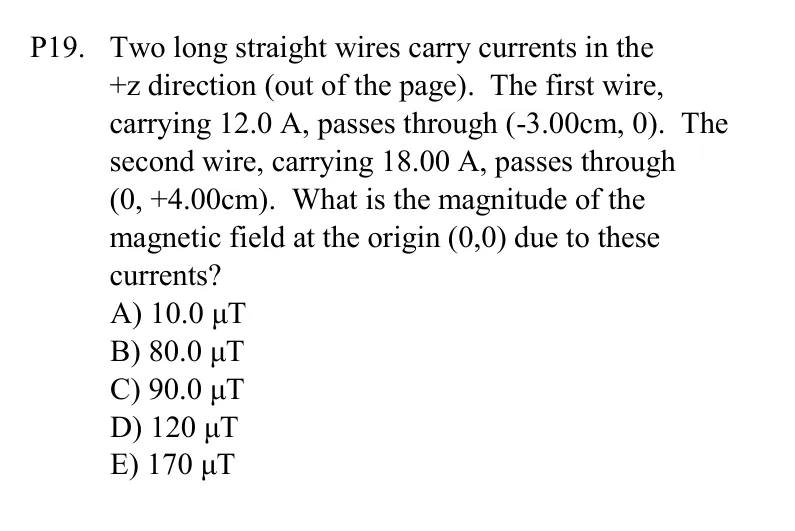 P19. Two long straight wires carry currents in the
+z direction (out of the page). The first wire,
carrying 12.0 A, passes through (-3.00cm, 0). The
second wire, carrying 18.00 A, passes through
(0, +4.00cm). What is the magnitude of the
magnetic field at the origin (0,0) due to these
currents?
A) 10.0 μT
B) 80.0 μT
C) 90.0 μT
D) 120 μT
E) 170 μT